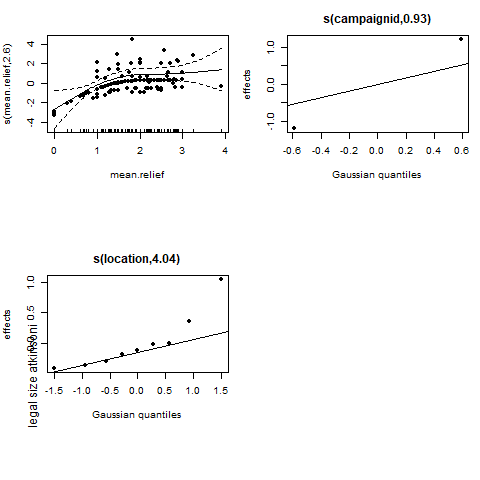 s(mean.relief,2.6)
-4 -2 0 2 4
0 1 2 3 4
mean.relief
s(campaignid,0.93)
effects
-1.0 0.0 1.0
-0.6 -0.4 -0.2 0.0 0.2 0.4 0.6
Gaussian quantiles
s(location,4.04)
effects
legal size atkinsoni
0.0 0.5 1.0
-1.5 -1.0 -0.5 0.0 0.5 1.0 1.5
Gaussian quantiles